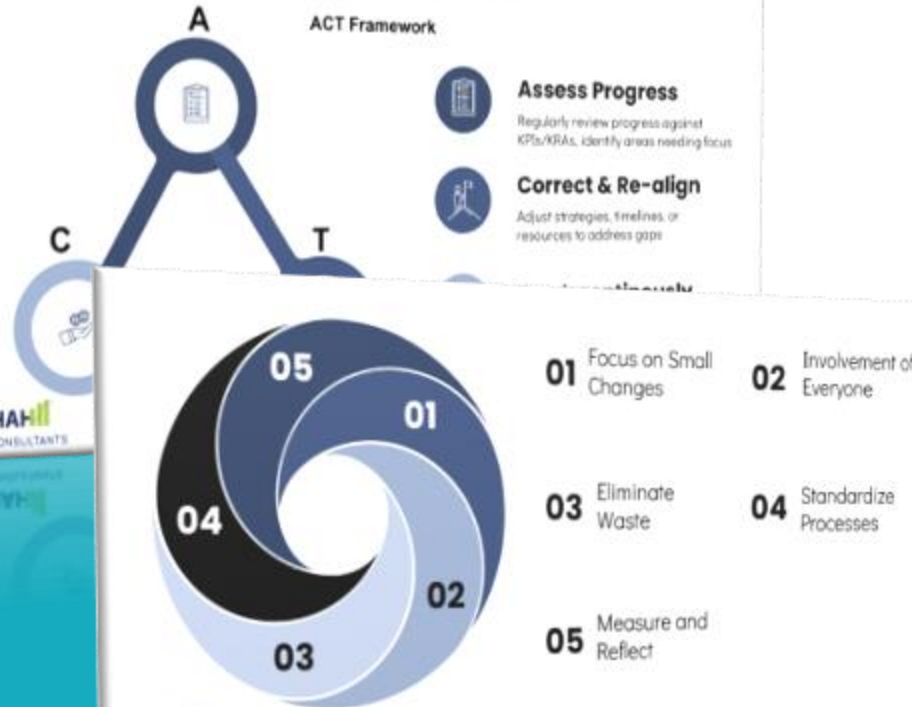 A
ACT Framework
Assess Progress
Regularly review progress against
KPIs/KRAs, identify areas needing focus
Correct & Re-align
Adjust strategies, timelines, or
resources to address gaps
C
T
CONSULTANTS
05
01
04
02
03
01 Focus on Small
Changes
02 Involvement of
Everyone
03 Eliminate
Waste
04 Standardize
Processes
05 Measure and
Reflect